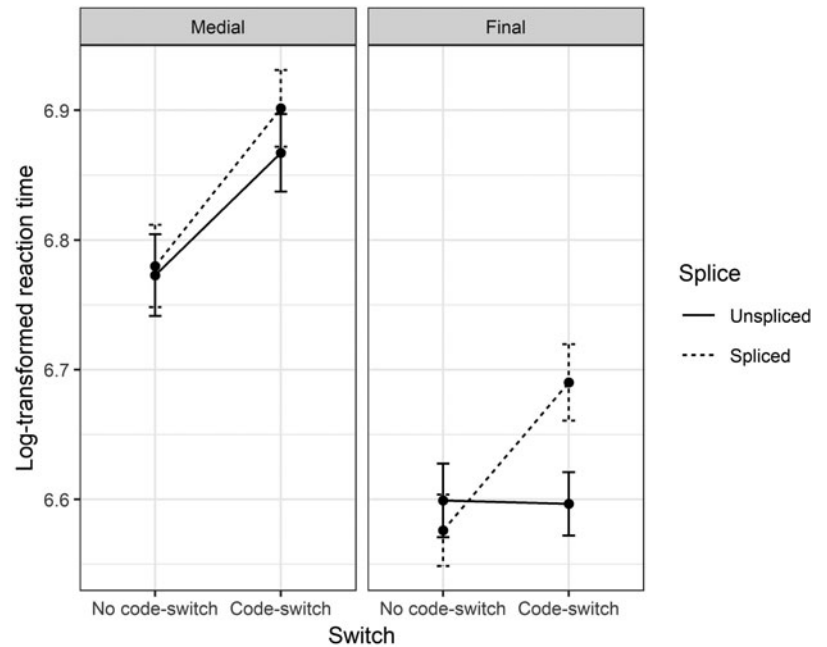 Medial
Final
Log-transformed reaction time
6.9
6.8
6.7
6.6
No code-switch
Code-switch
No code-switch
Code-switch
Switch
Splice
Unspliced
Spliced